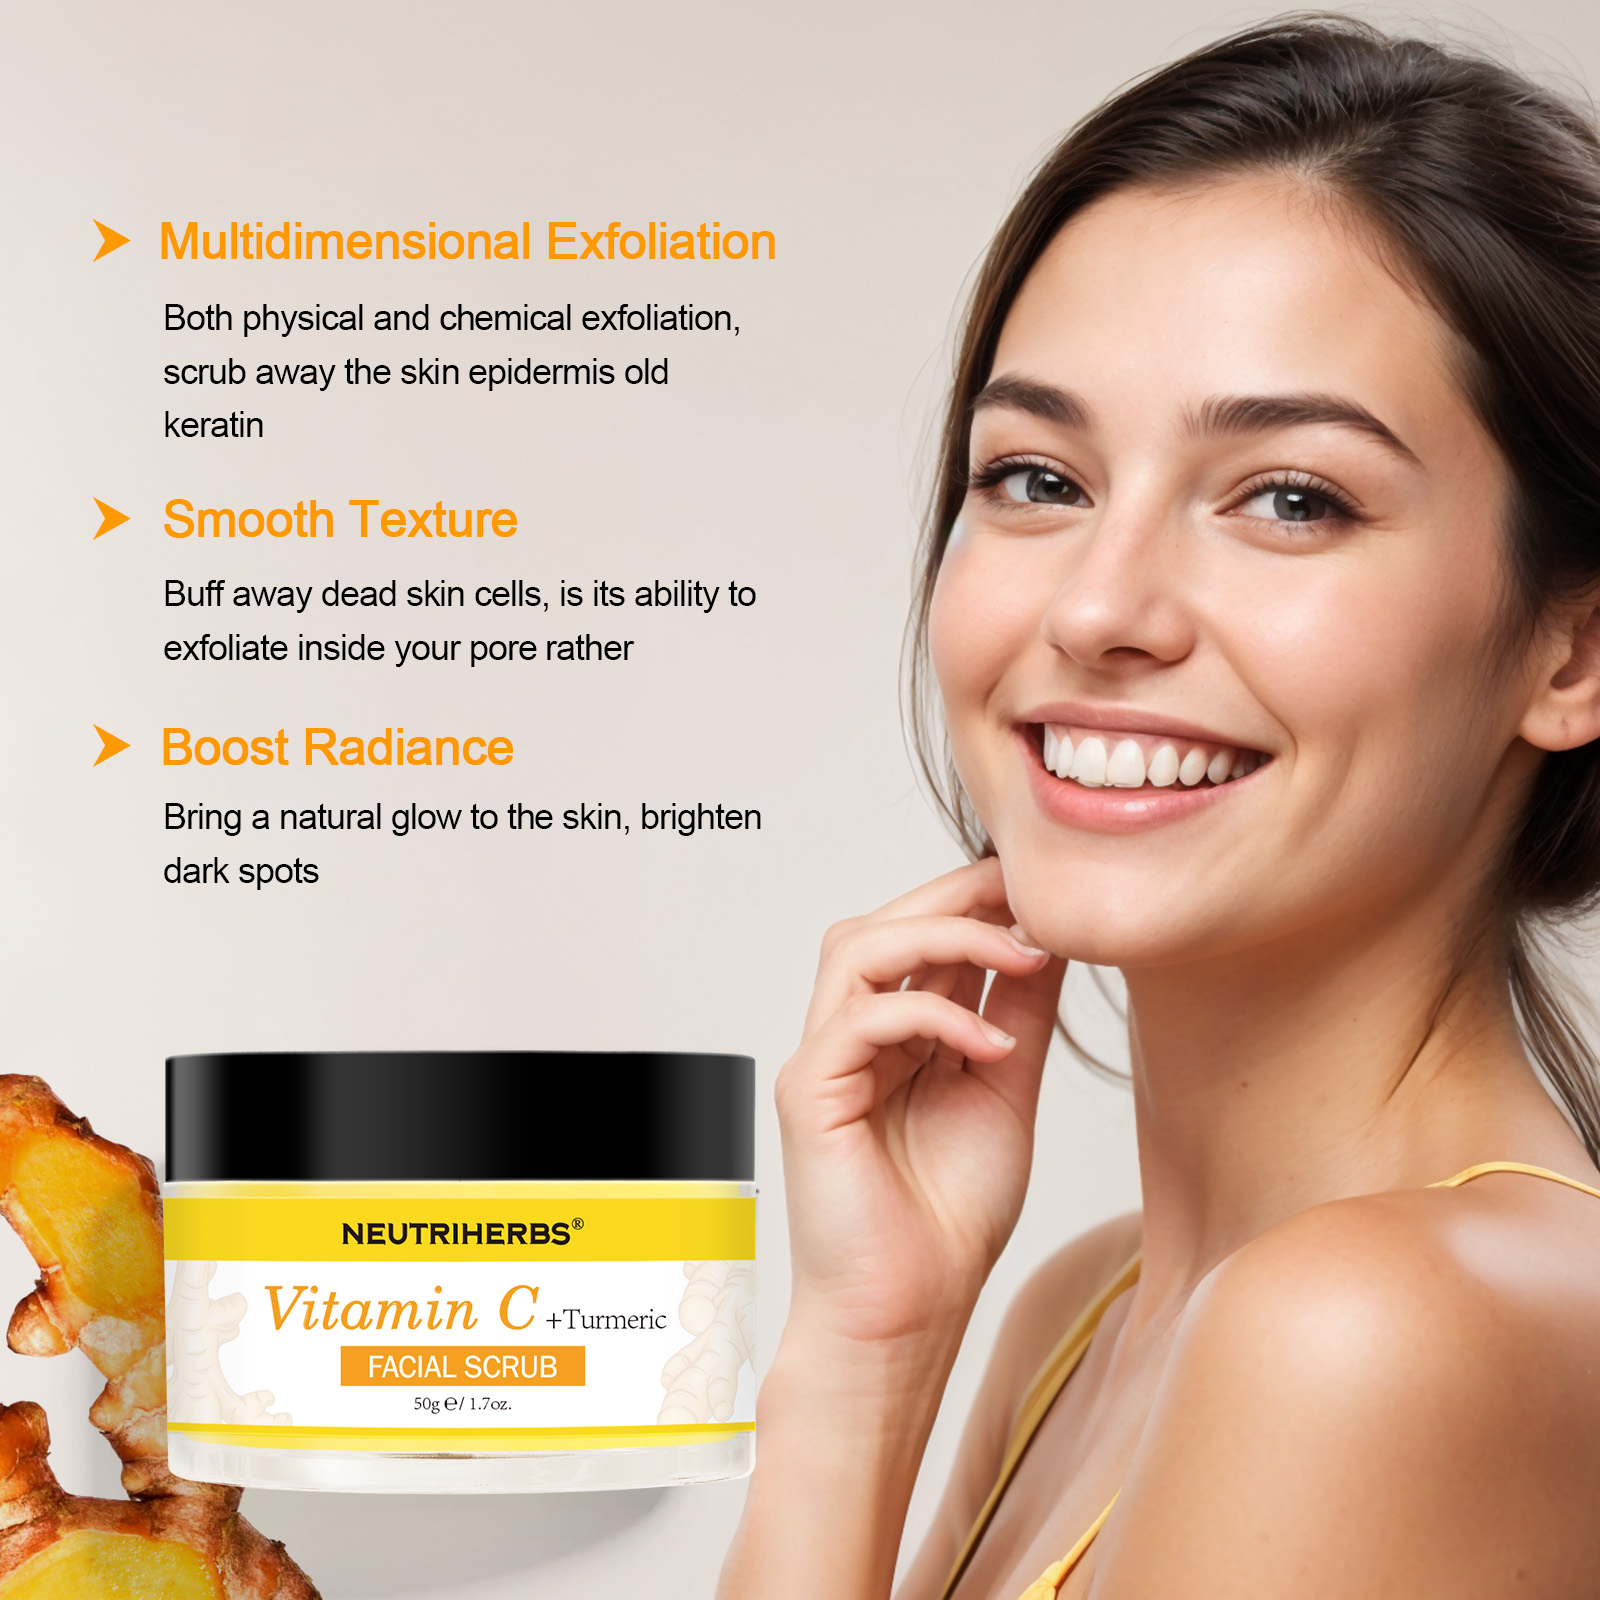 Multidimensional Exfoliation
Both physical and chemical exfoliation,
scrub away the skin epidermis old
keratin
Smooth Texture
Buff away dead skin cells, is its ability to
exfoliate inside your pore rather
Boost Radiance
Bring a natural glow to the skin, brighten
dark spots
NEUTRIHERBS®
Vitamin C +Turmeric
FACIAL SCRUB
50g ℮/ 1.7oz.